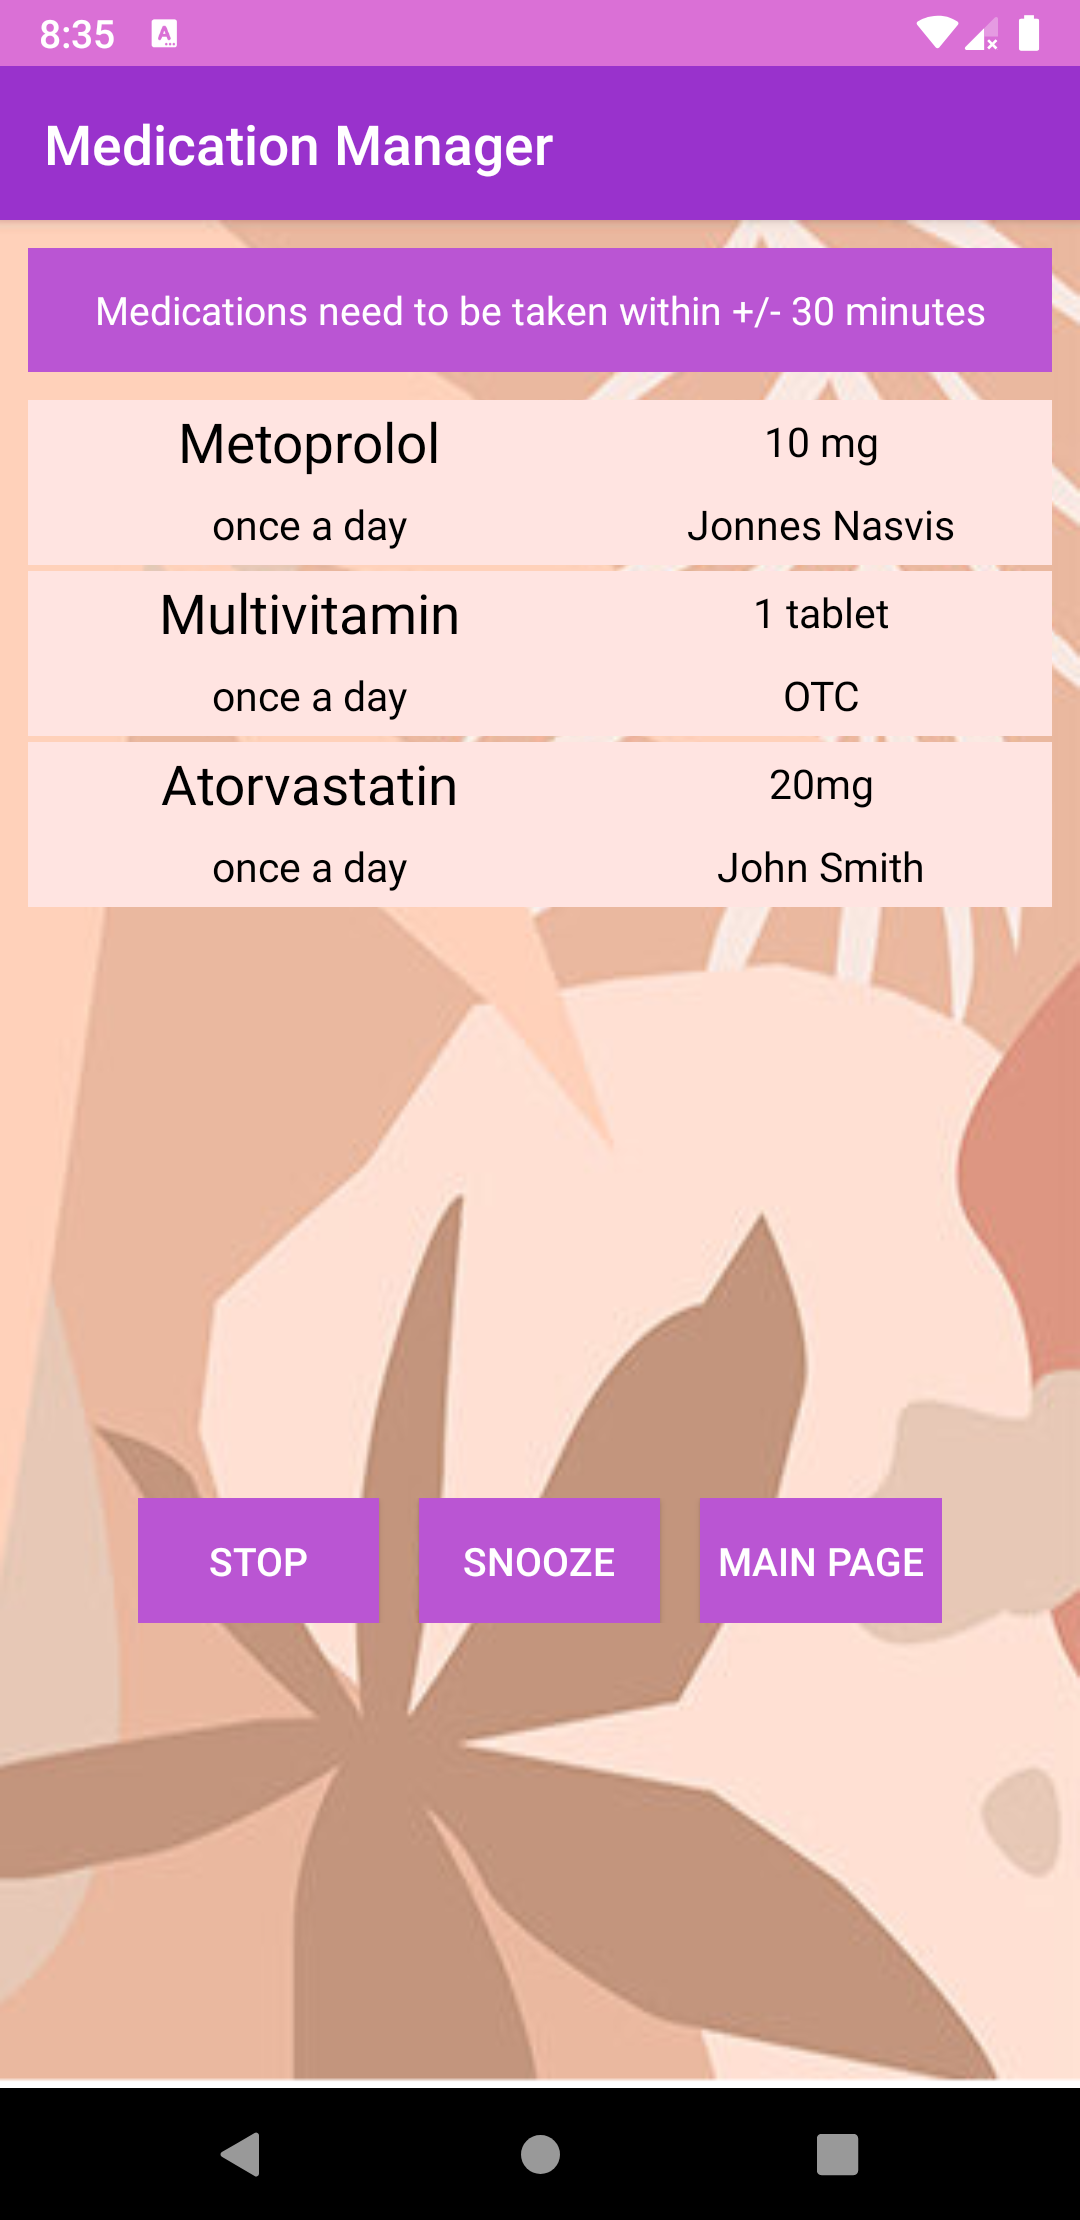 8:35
Medication Manager
Medications need to be taken within +/- 30 minutes
Metoprolol 10 mg
once a day Jonnes Nasvis
Multivitamin 1 tablet
once a day OTC
Atorvastatin 20mg
once a day John Smith
STOP SNOOZE MAIN PAGE